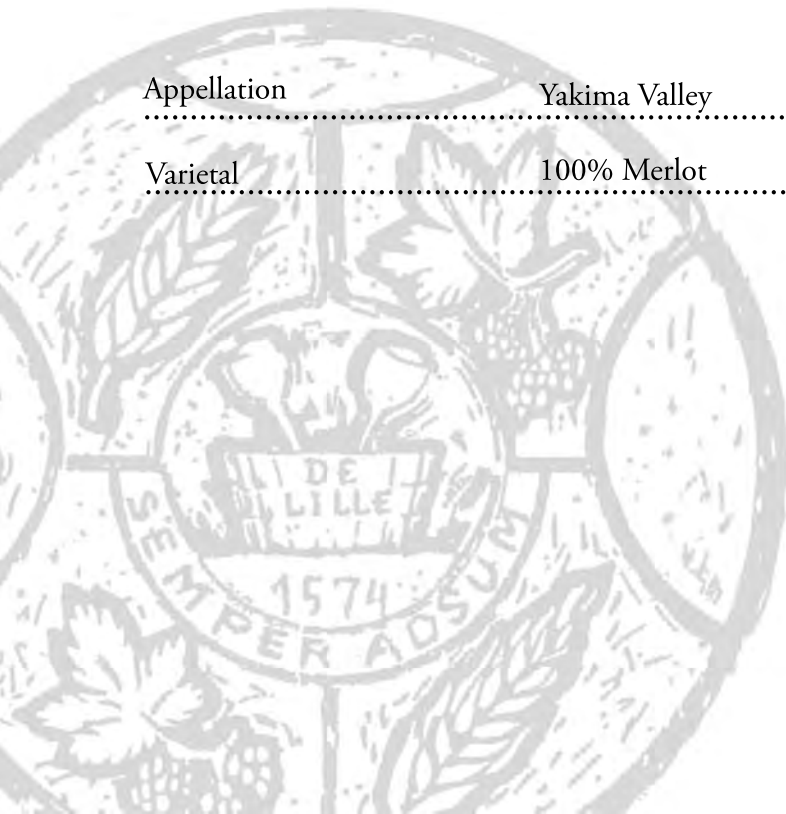 Appellation Yakima Valley
Varietal 100% Merlot
DE
LILLE
1574
SEMPER ADSUM